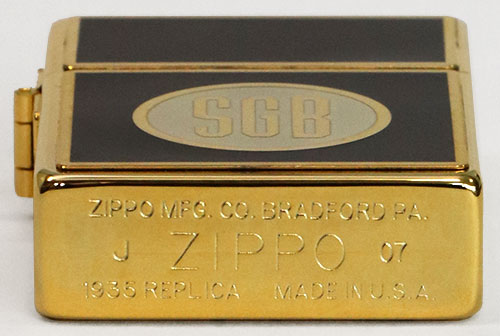 SGB
ZIPPO MFG. CO. BRADFORD PA.
J ZIPPO 07
1935 REPLICA MADE IN U.S.A.